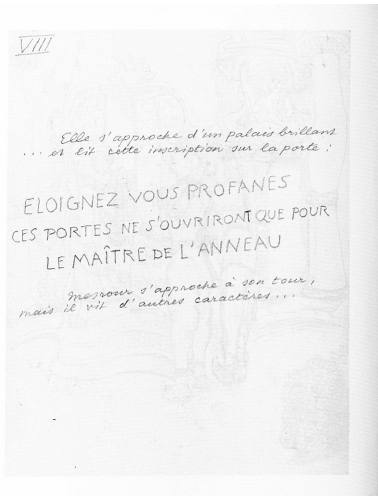 VIII
Elle s'approche d'un palais brillant
... et lit cette inscription sur la porte :
ELOIGNEZ VOUS PROFANES
CES PORTES NE S'OUVRIRONT QUE POUR
LE MAÎTRE DE L'ANNEAU
Mesrour s'approche à son tour,
mais il vit d'autres caractères...